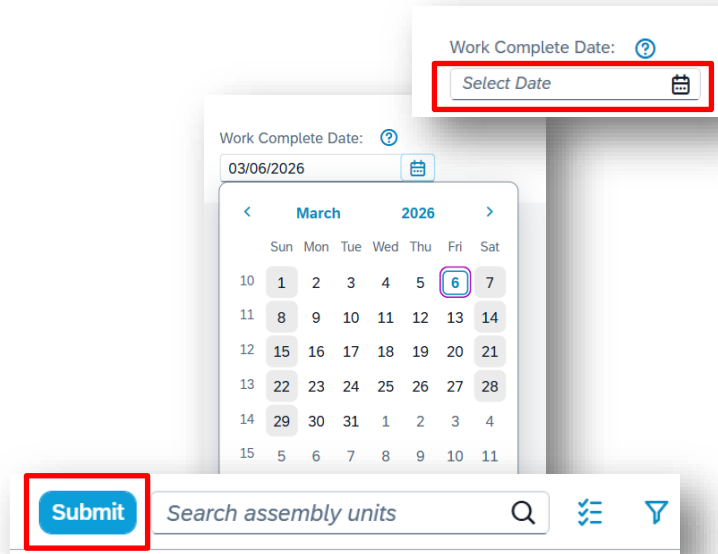 Work Complete Date:
Select Date
Work Complete Date:
03/06/2026
March 2026
Sun Mon Tue Wed Thu Fri Sat
10 1 2 3 4 5 6 7
11 8 9 10 11 12 13 14
12 15 16 17 18 19 20 21
13 22 23 24 25 26 27 28
14 29 30 31 1 2 3 4
15 5 6 7 8 9 10 11
Submit Search assembly units